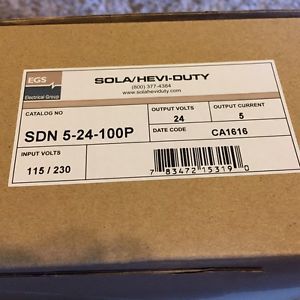 EGS
Electrical Group
SOLA/HEVI-DUTY
(800) 377-4384
www.solaheviduty.com
CATALOG NO
SDN 5-24-100P
OUTPUT VOLTS
24
OUTPUT CURRENT
5
DATE CODE
CA1616
INPUT VOLTS
115 / 230
7 83472 15319 0